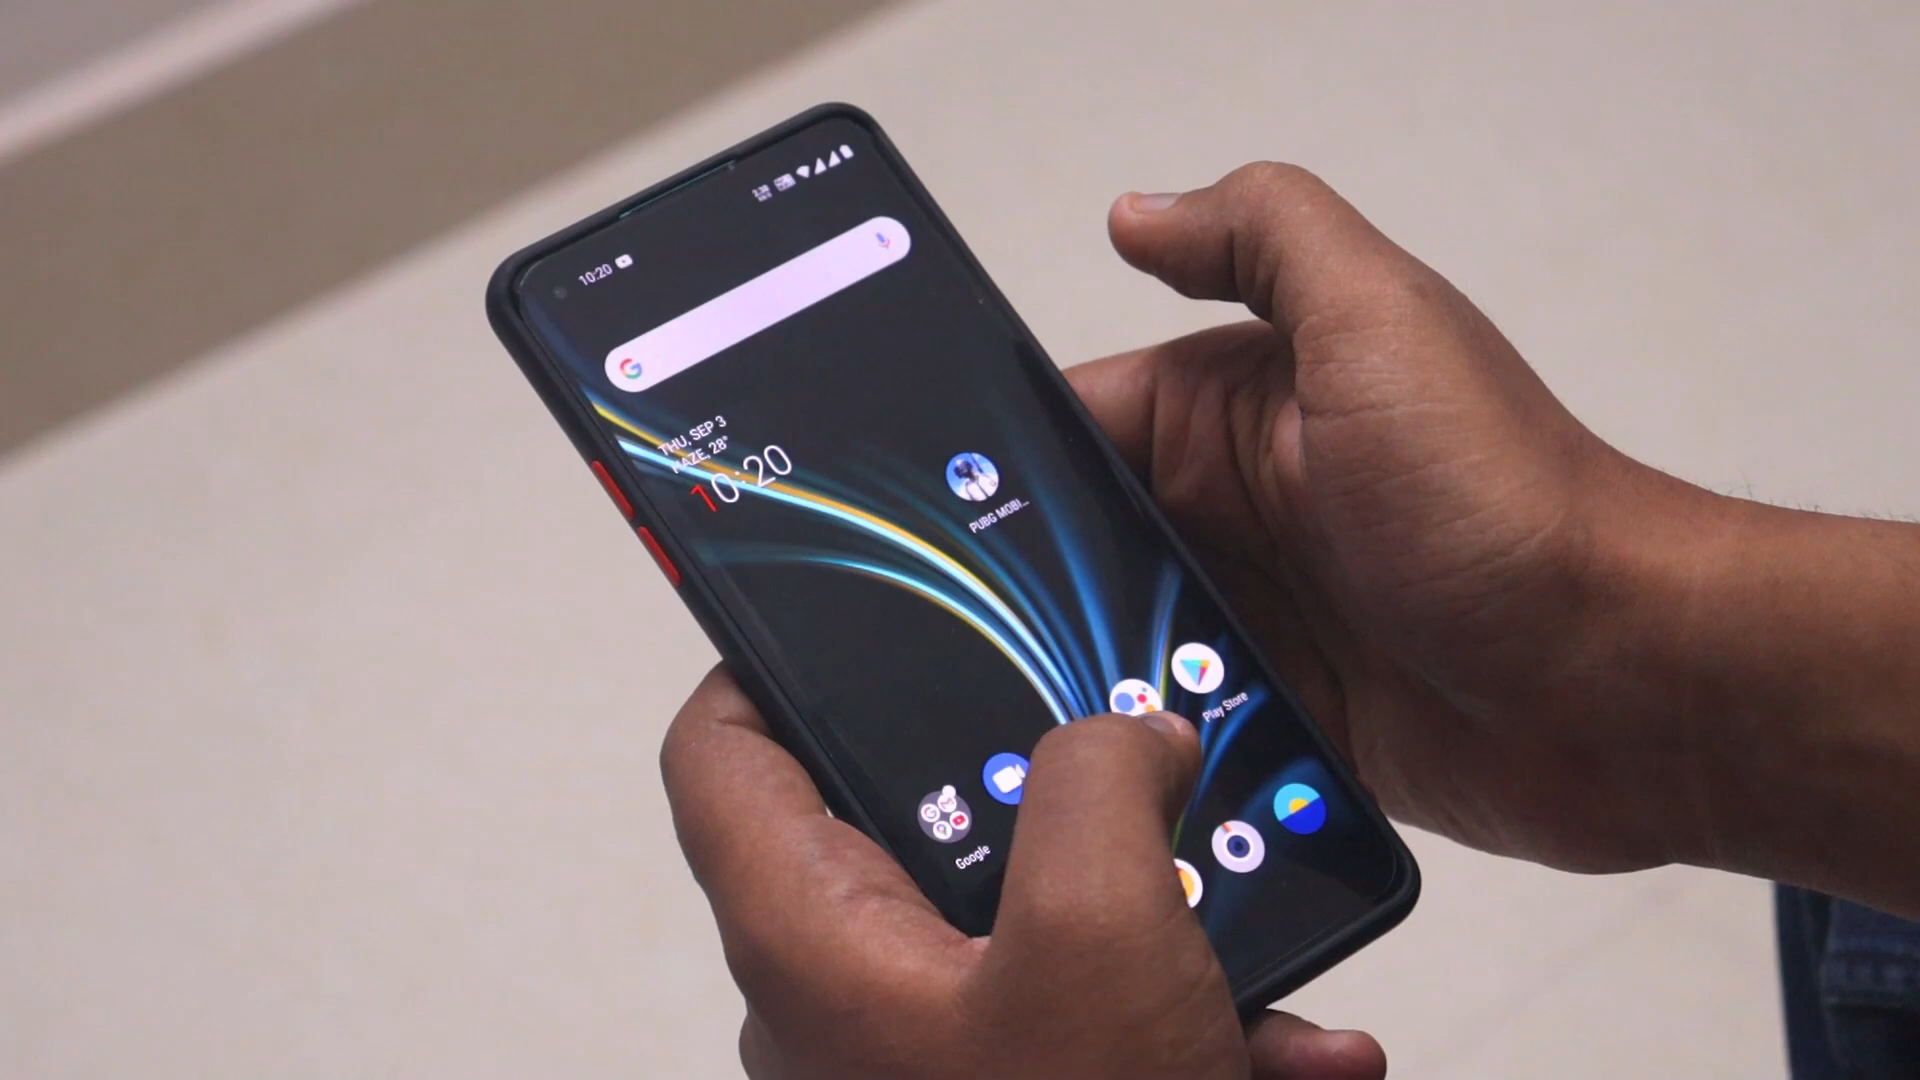 10:20
THU, SEP 3
HAZE, 28°
10:20
PUBG MOBI...
Play Store
Google